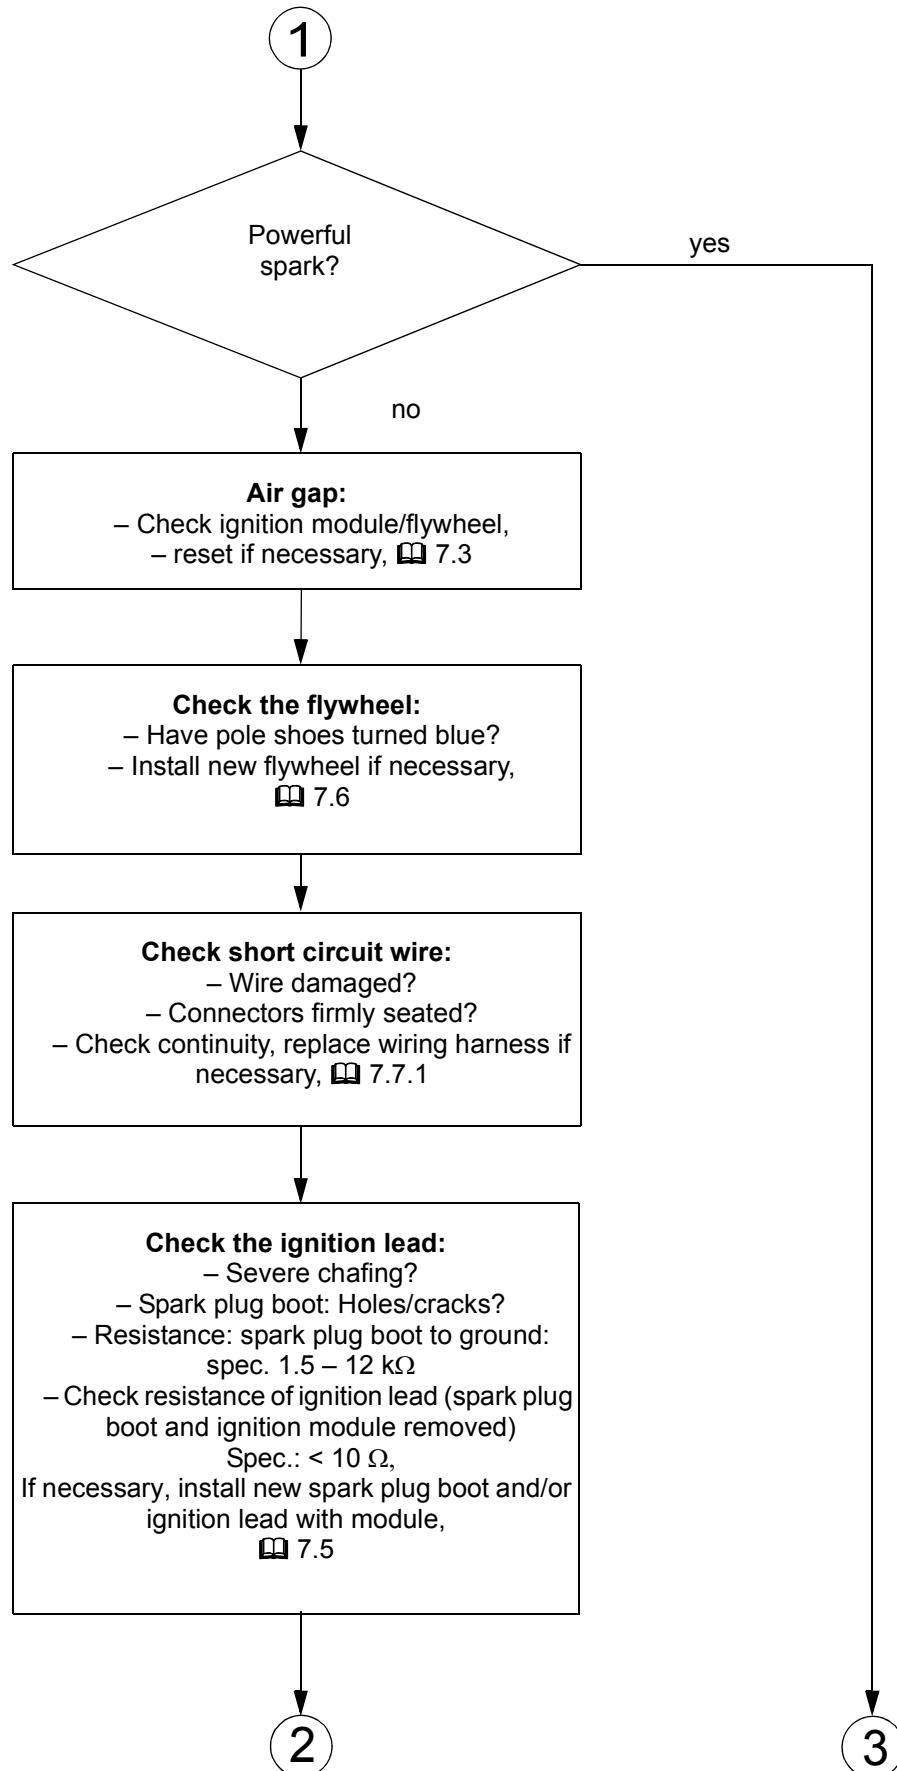 1
Powerful
spark?
yes
no
Air gap:
– Check ignition module/flywheel,
– reset if necessary, 🕮 7.3
Check the flywheel:
– Have pole shoes turned blue?
– Install new flywheel if necessary,
🕮 7.6
Check short circuit wire:
– Wire damaged?
– Connectors firmly seated?
– Check continuity, replace wiring harness if
necessary, 🕮 7.7.1
Check the ignition lead:
– Severe chafing?
– Spark plug boot: Holes/cracks?
– Resistance: spark plug boot to ground:
spec. 1.5 – 12 kΩ
– Check resistance of ignition lead (spark plug
boot and ignition module removed)
Spec.: < 10 Ω,
If necessary, install new spark plug boot and/or
ignition lead with module,
🕮 7.5
2
3